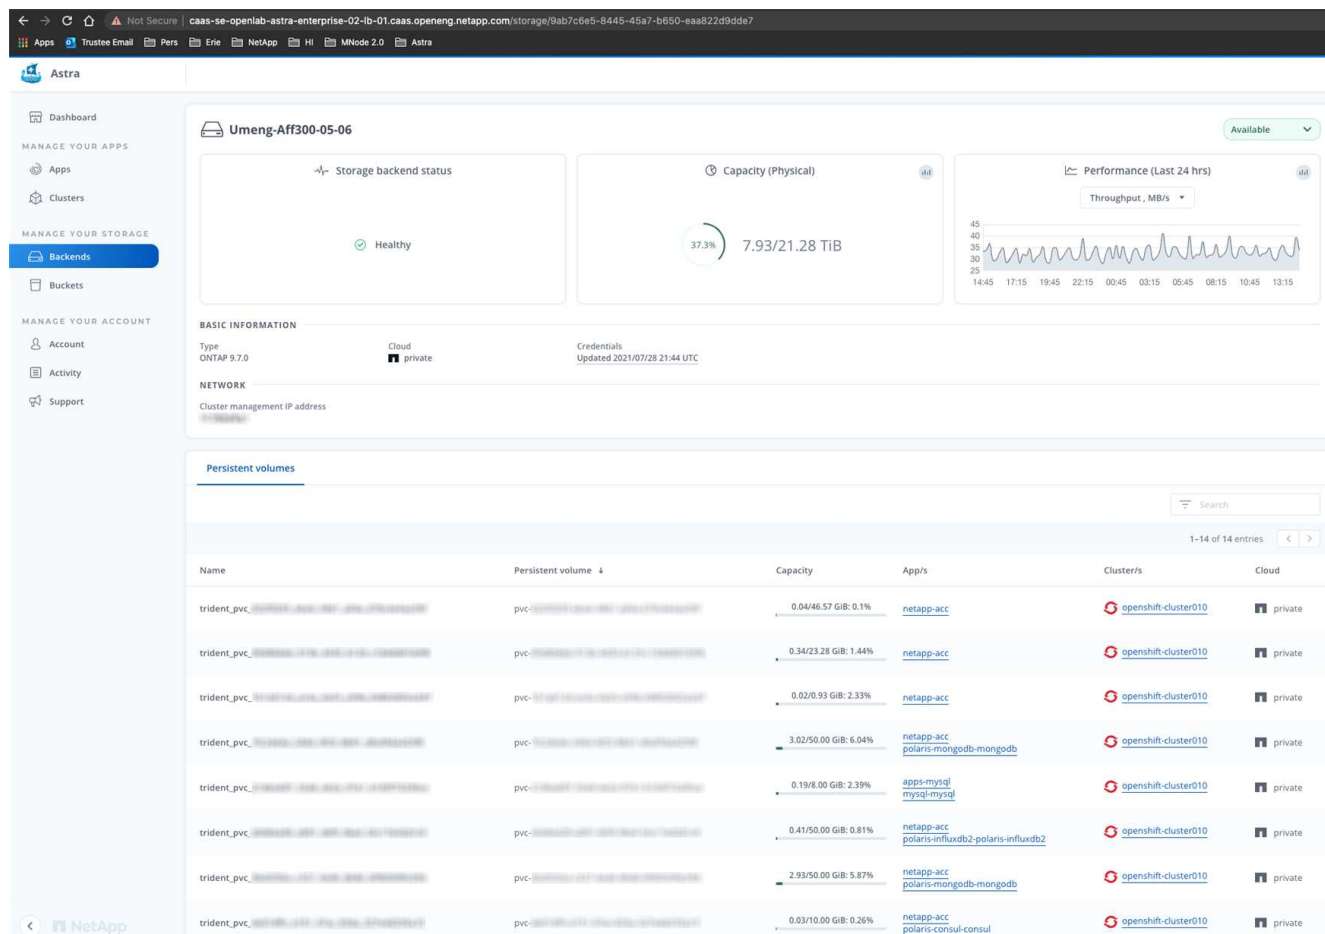 Not Secure | caas-se-openlab-astra-enterprise-02-lb-01.caas.openeng.netapp.com/storage/9ab7c6e5-8445-45a7-b650-eaa822d9dde7
Apps Trustee Email Pers Erie NetApp HI MNode 2.0 Astra
Astra
Dashboard
MANAGE YOUR APPS
Apps
Clusters
MANAGE YOUR STORAGE
Backends
Buckets
MANAGE YOUR ACCOUNT
Account
Activity
Support
NetApp
Umeng-Aff300-05-06
Available
Storage backend status
Healthy
Capacity (Physical)
37.3%
7.93/21.28 TiB
Performance (Last 24 hrs)
Throughput , MB/s
45
40
35
30
25
14:45 17:15 19:45 22:15 00:45 03:15 05:45 08:15 10:45 13:15
BASIC INFORMATION
Type Cloud Credentials
ONTAP 9.7.0 private Updated 2021/07/28 21:44 UTC
NETWORK
Cluster management IP address
Persistent volumes
Search
1–14 of 14 entries
Name Persistent volume Capacity App/s Cluster/s Cloud
trident_pvc_ pvc- 0.04/46.57 GiB: 0.1% netapp-acc openshift-cluster010 private
trident_pvc_ pvc- 0.34/23.28 GiB: 1.44% netapp-acc openshift-cluster010 private
trident_pvc_ pvc- 0.02/0.93 GiB: 2.33% netapp-acc openshift-cluster010 private
trident_pvc_ pvc- 3.02/50.00 GiB: 6.04% netapp-acc openshift-cluster010 private
polaris-mongodb-mongodb
trident_pvc_ pvc- 0.19/8.00 GiB: 2.39% apps-mysql openshift-cluster010 private
mysql-mysql
trident_pvc_ pvc- 0.41/50.00 GiB: 0.81% netapp-acc openshift-cluster010 private
polaris-influxdb2-polaris-influxdb2
trident_pvc_ pvc- 2.93/50.00 GiB: 5.87% netapp-acc openshift-cluster010 private
polaris-mongodb-mongodb
trident_pvc_ pvc- 0.03/10.00 GiB: 0.26% netapp-acc openshift-cluster010 private
polaris-consul-consul